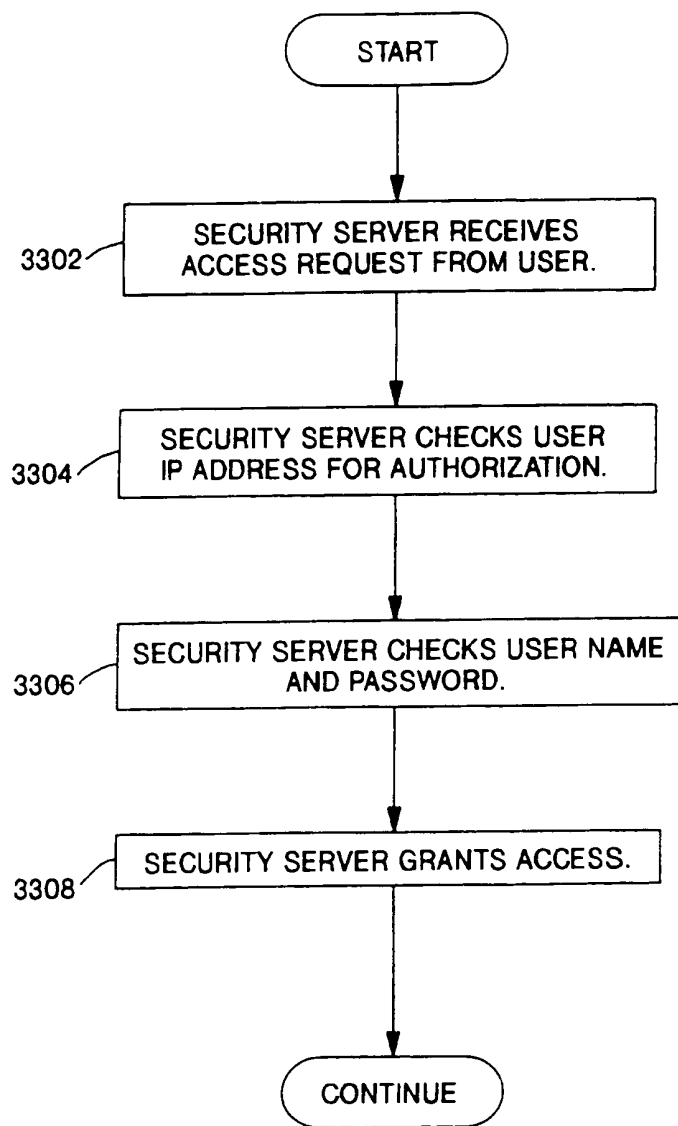 START
3302
SECURITY SERVER RECEIVES
ACCESS REQUEST FROM USER.
3304
SECURITY SERVER CHECKS USER
IP ADDRESS FOR AUTHORIZATION.
3306
SECURITY SERVER CHECKS USER NAME
AND PASSWORD.
3308
SECURITY SERVER GRANTS ACCESS.
CONTINUE